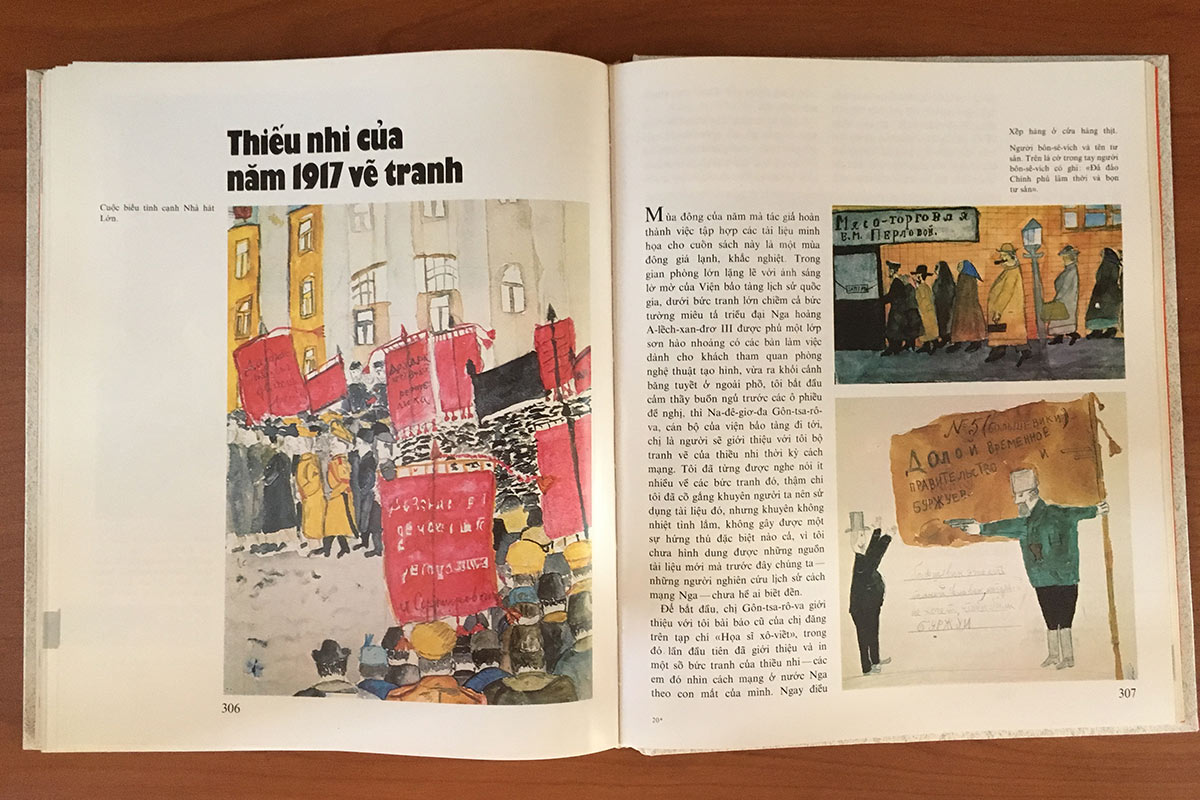 Thiếu nhi của
năm 1917 vẽ tranh
Cuộc biểu tình cạnh Nhà hát
Lớn.
306
Xếp hàng ở cửa hàng thịt.
Người bôn-sê-vích và tên tư
sản. Trên lá cờ trong tay người
bôn-sê-vích có ghi: «Đả đảo
Chính phủ lâm thời và bọn
tư sản».
Mùa đông của năm mà tác giả hoàn
thành việc tập hợp các tài liệu minh
họa cho cuốn sách này là một mùa
đông giá lạnh, khắc nghiệt. Trong
gian phòng lớn lặng lẽ với ánh sáng
lờ mờ của Viện bảo tàng lịch sử quốc
gia, dưới bức tranh lớn chiếm cả bức
tường miêu tả triều đại Nga hoàng
A-lếch-xan-đrơ III được phủ một lớp
sơn hào nhoáng có các bàn làm việc
dành cho khách tham quan phòng
nghệ thuật tạo hình, vừa ra khỏi cảnh
băng tuyết ở ngoài phố, tôi bắt đầu
cảm thấy buồn ngủ trước các ô phiếu
đề nghị, thì Na-đê-giơ-đa Gôn-tsa-rô-
va, cán bộ của viện bảo tàng đi tới,
chị là người sẽ giới thiệu với tôi bộ
tranh vẽ của thiếu nhi thời kỳ cách
mạng. Tôi đã từng được nghe nói ít
nhiều về các bức tranh đó, thậm chí
tôi đã cố gắng khuyên người ta nên sử
dụng tài liệu đó, nhưng khuyên không
nhiệt tình lắm, không gây được một
sự hứng thú đặc biệt nào cả, vì tôi
chưa hình dung được những nguồn
tài liệu mới mà trước đây chúng ta—
những người nghiên cứu lịch sử cách
mạng Nga—chưa hề ai biết đến.
Để bắt đầu, chị Gôn-tsa-rô-va giới
thiệu với tôi bài báo cũ của chị đăng
trên tạp chí «Họa sĩ xô-viết», trong
đó lần đầu tiên đã giới thiệu và in
một số bức tranh của thiếu nhi—các
em đó nhìn cách mạng ở nước Nga
theo con mắt của mình. Ngay điều
Мясо-торговля
Е.М. Перловой.
№5 (большевики)
Долой временное
правительство и
буржуев.
БУРЖУИ
20*
307